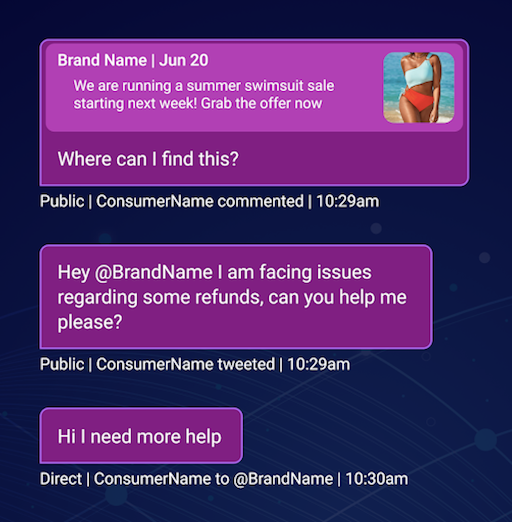 Brand Name | Jun 20
We are running a summer swimsuit sale
starting next week! Grab the offer now
Where can I find this?
Public | ConsumerName commented | 10:29am
Hey @BrandName I am facing issues
regarding some refunds, can you help me
please?
Public | ConsumerName tweeted | 10:29am
Hi I need more help
Direct | ConsumerName to @BrandName | 10:30am